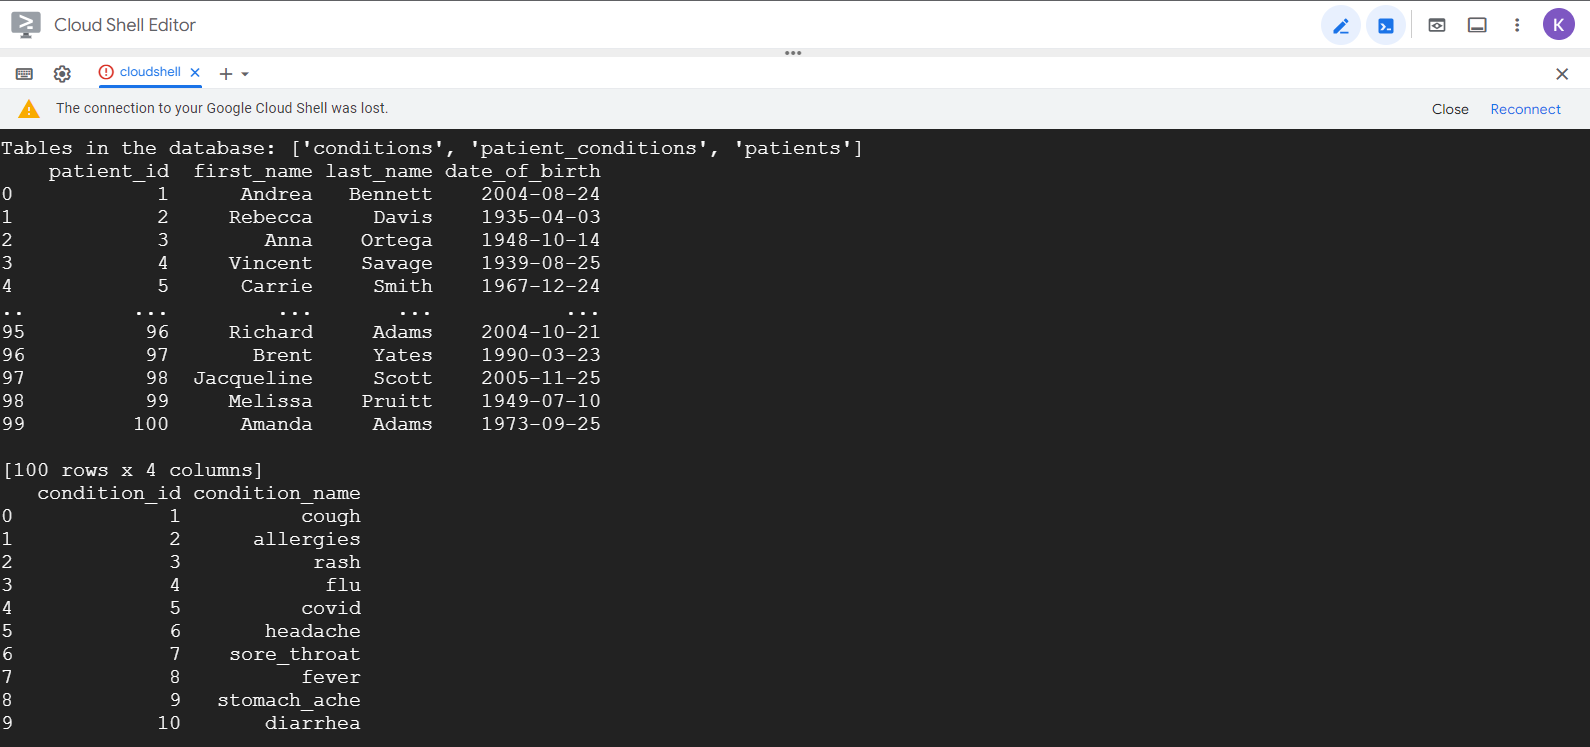 Cloud Shell Editor
K
cloudshell
The connection to your Google Cloud Shell was lost.
Close Reconnect
Tables in the database: ['conditions', 'patient_conditions', 'patients']
    patient_id  first_name last_name date_of_birth
0            1      Andrea   Bennett    2004-08-24
1            2     Rebecca     Davis    1935-04-03
2            3        Anna    Ortega    1948-10-14
3            4     Vincent    Savage    1939-08-25
4            5      Carrie     Smith    1967-12-24
..         ...         ...       ...           ...
95          96     Richard     Adams    2004-10-21
96          97       Brent     Yates    1990-03-23
97          98  Jacqueline     Scott    2005-11-25
98          99     Melissa    Pruitt    1949-07-10
99         100      Amanda     Adams    1973-09-25
[100 rows x 4 columns]
   condition_id condition_name
0             1          cough
1             2      allergies
2             3           rash
3             4            flu
4             5          covid
5             6       headache
6             7    sore_throat
7             8          fever
8             9   stomach_ache
9            10       diarrhea